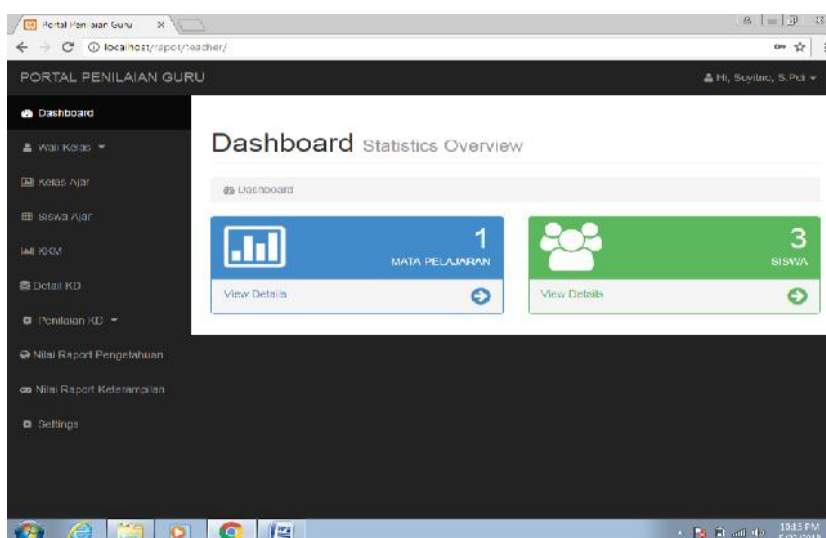 Portal Penilaian Guru
localhost/rapot/teacher/
PORTAL PENILAIAN GURU
Hi, Suyitno, S.Pdi
Dashboard
Wali Kelas
Kelas Ajar
Siswa Ajar
KKM
Detail KD
Penilaian KD
Nilai Raport Pengetahuan
Nilai Raport Keterampilan
Settings
Dashboard Statistics Overview
Dashboard
1
MATA PELAJARAN
View Details
3
SISWA
View Details
10:15 PM